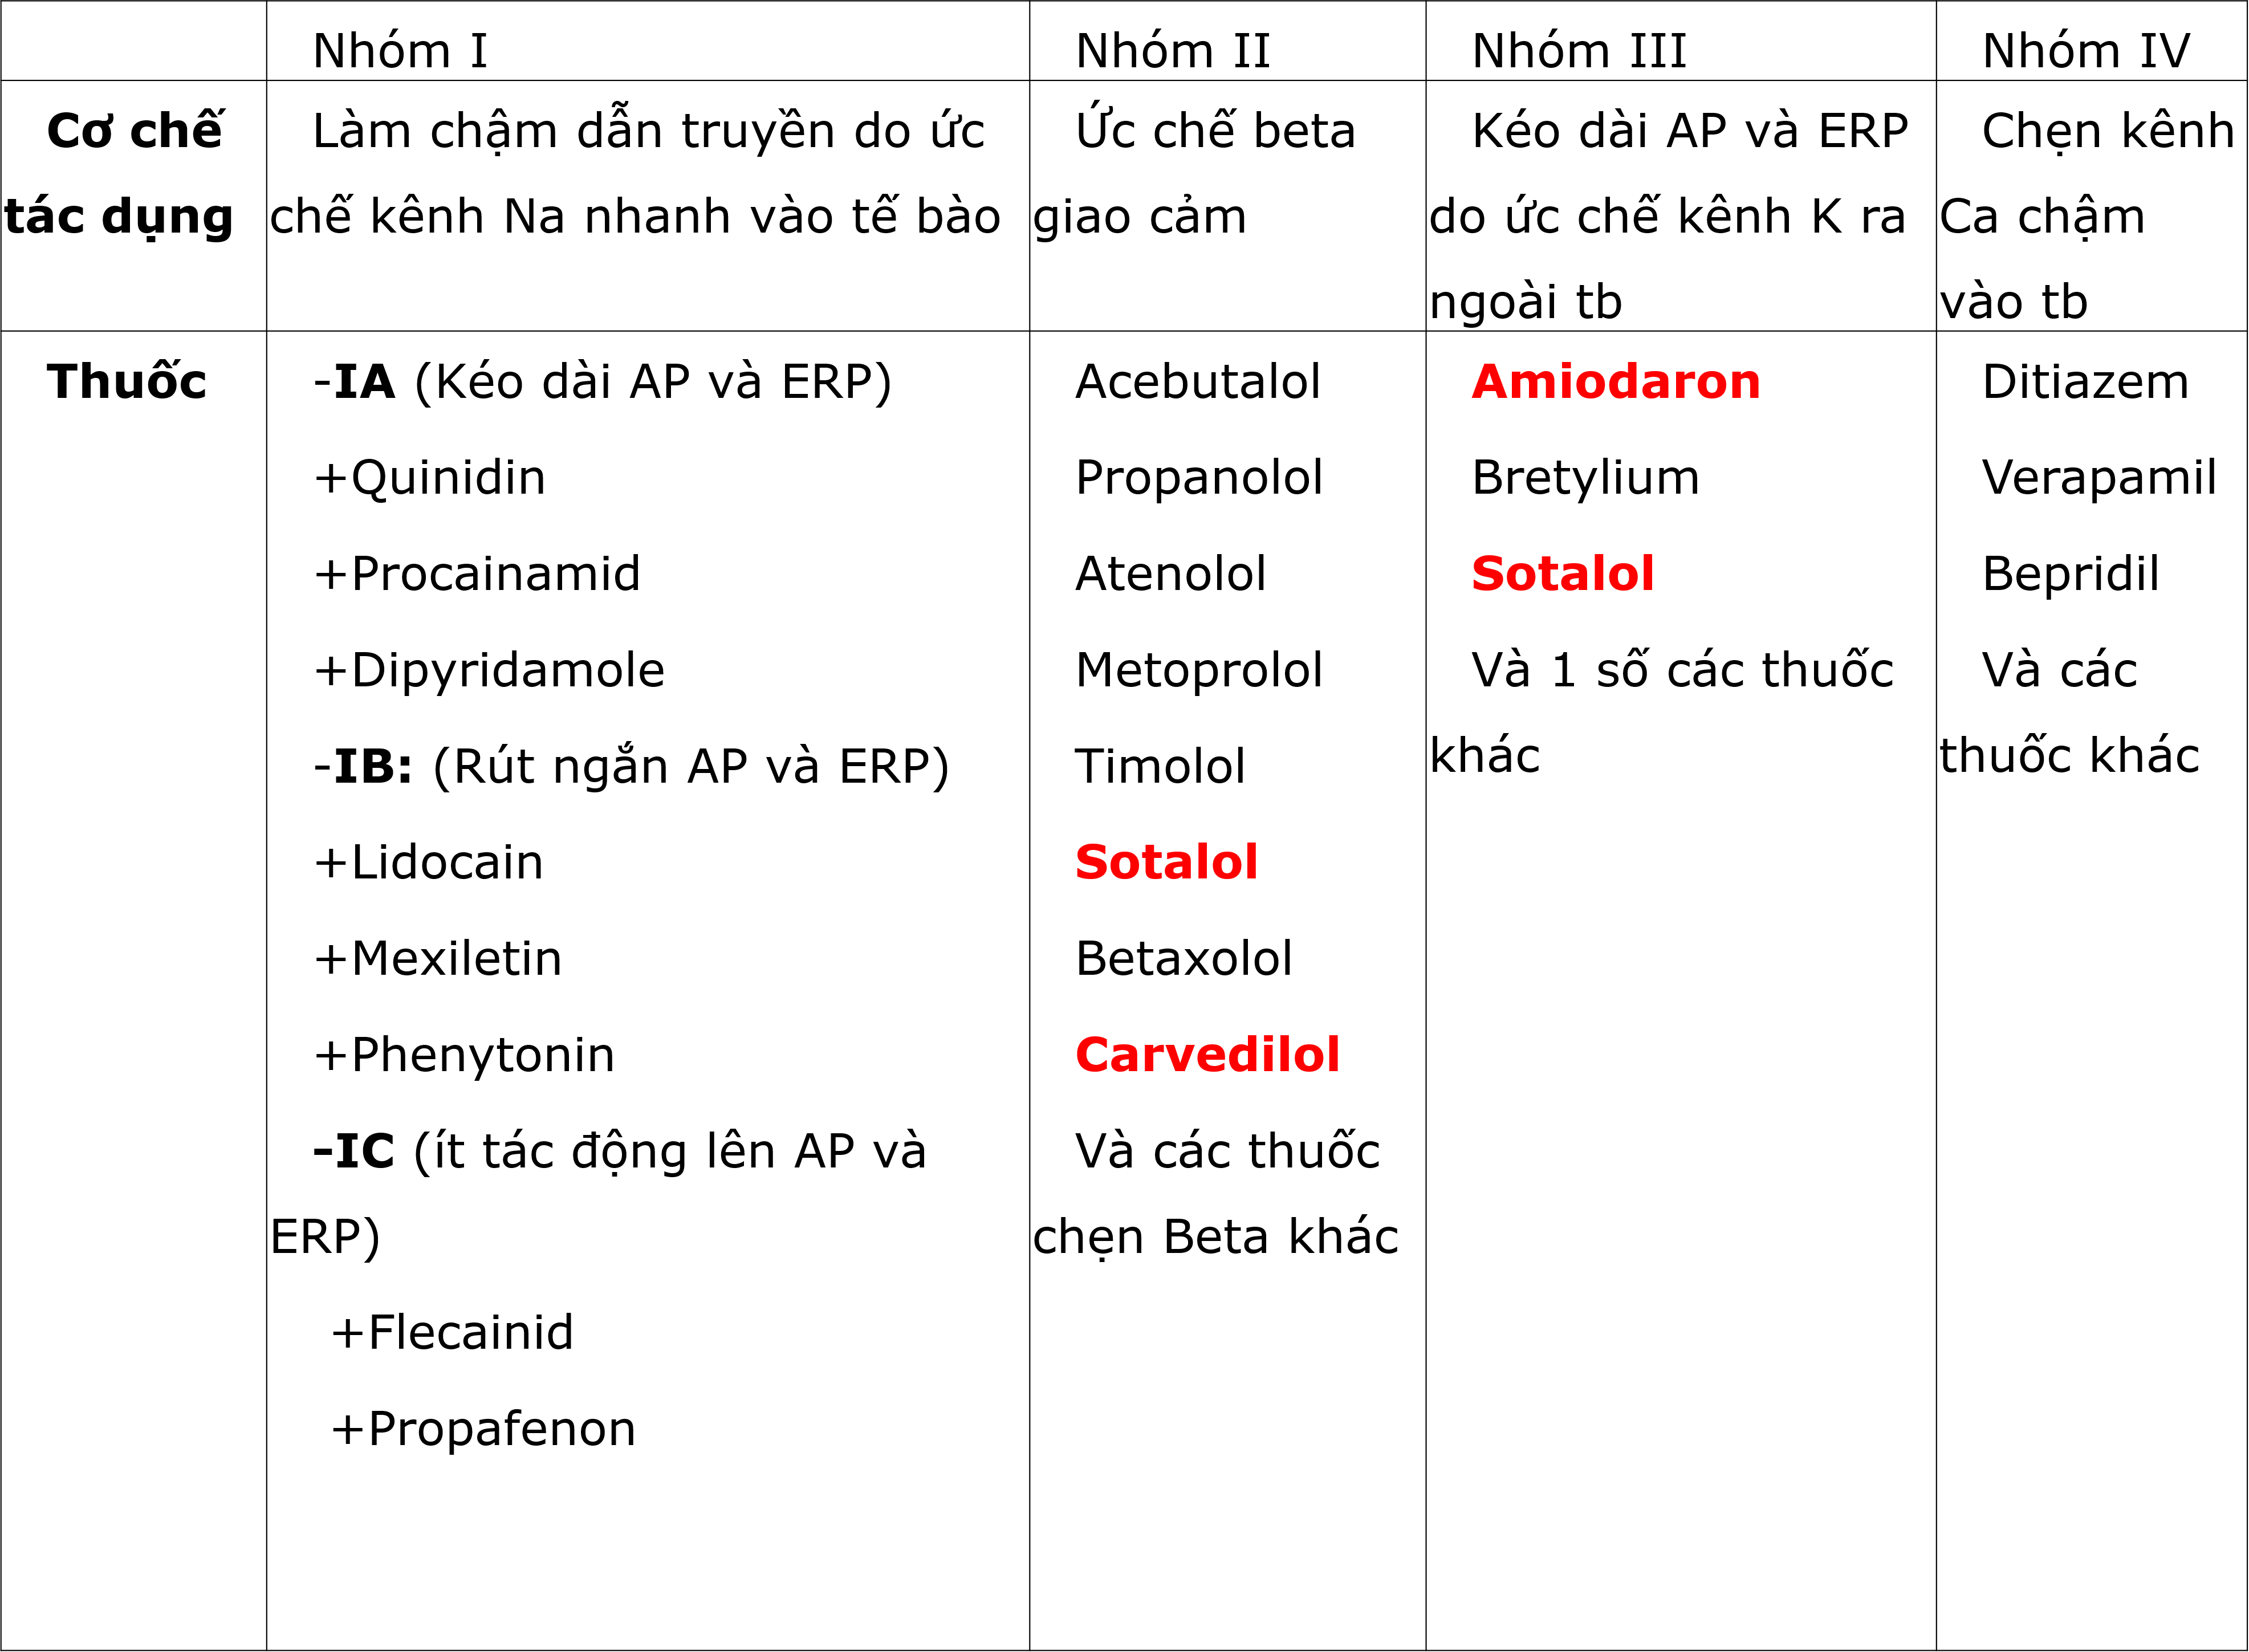 Nhóm I
Nhóm II
Nhóm III
Nhóm IV
Cơ chế
tác dụng
Làm chậm dẫn truyền do ức
chế kênh Na nhanh vào tế bào
Ức chế beta
giao cảm
Kéo dài AP và ERP
do ức chế kênh K ra
ngoài tb
Chẹn kênh
Ca chậm
vào tb
Thuốc
-IA (Kéo dài AP và ERP)
+Quinidin
+Procainamid
+Dipyridamole
-IB: (Rút ngắn AP và ERP)
+Lidocain
+Mexiletin
+Phenytonin
-IC (ít tác động lên AP và
ERP)
+Flecainid
+Propafenon
Acebutalol
Propanolol
Atenolol
Metoprolol
Timolol
Sotalol
Betaxolol
Carvedilol
Và các thuốc
chẹn Beta khác
Amiodaron
Bretylium
Sotalol
Và 1 số các thuốc
khác
Ditiazem
Verapamil
Bepridil
Và các
thuốc khác